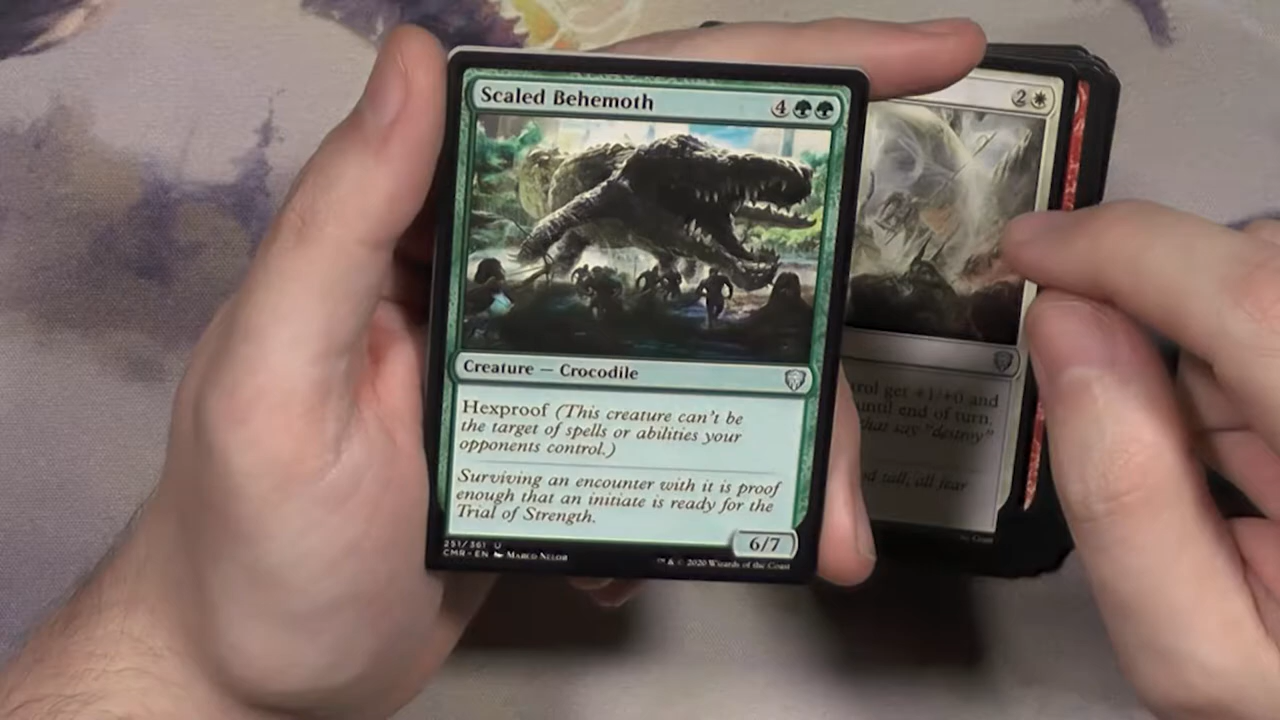 Scaled Behemoth 4
Creature — Crocodile
Hexproof (This creature can't be
the target of spells or abilities your
opponents control.)
Surviving an encounter with it is proof
enough that an initiate is ready for the
Trial of Strength.
6/7
251/361 U
CMR - EN Marco Nelor
™ & © 2020 Wizards of the Coast
2
get +1/+0 and
until end of turn.
that say "destroy"
tall, all fear
Coast